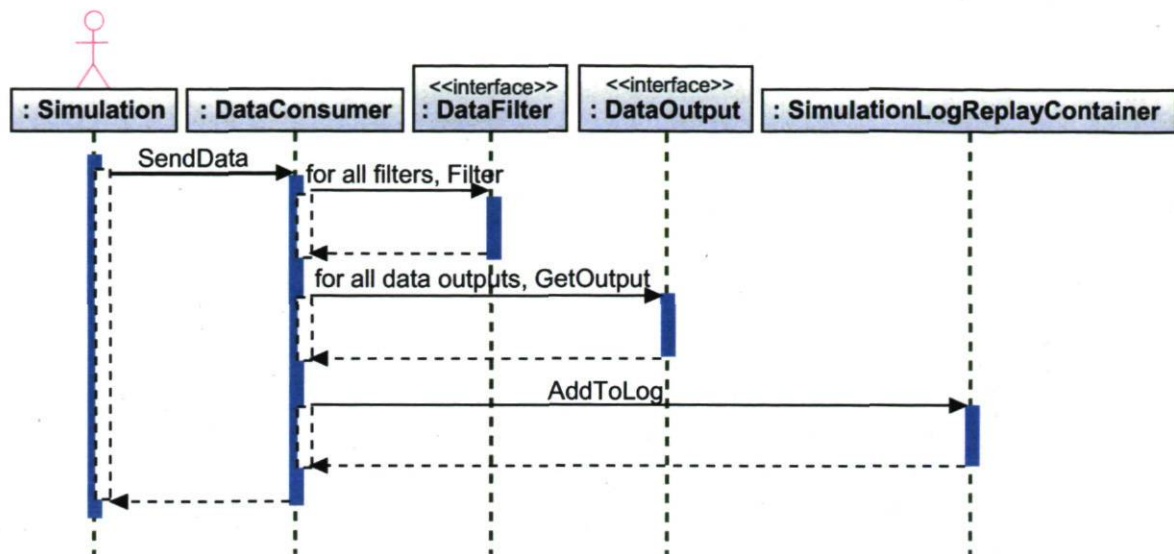 <<interface>>
<<interface>>
: Simulation
: DataConsumer
: DataFilter
: DataOutput
: SimulationLogReplayContainer
SendData
for all filters, Filter
for all data outputs, GetOutput
AddToLog